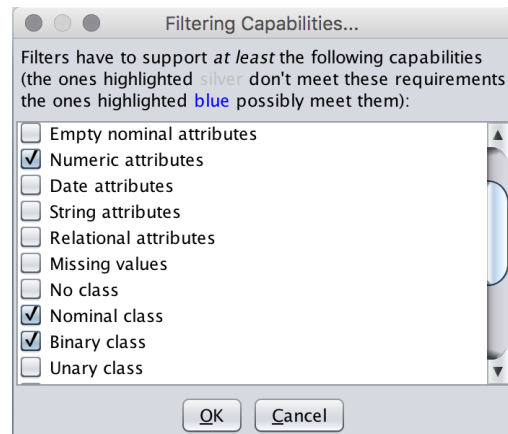 Filtering Capabilities...
Filters have to support at least the following capabilities
(the ones highlighted silver don't meet these requirements
the ones highlighted blue possibly meet them):
Empty nominal attributes
Numeric attributes
Date attributes
String attributes
Relational attributes
Missing values
No class
Nominal class
Binary class
Unary class
OK Cancel